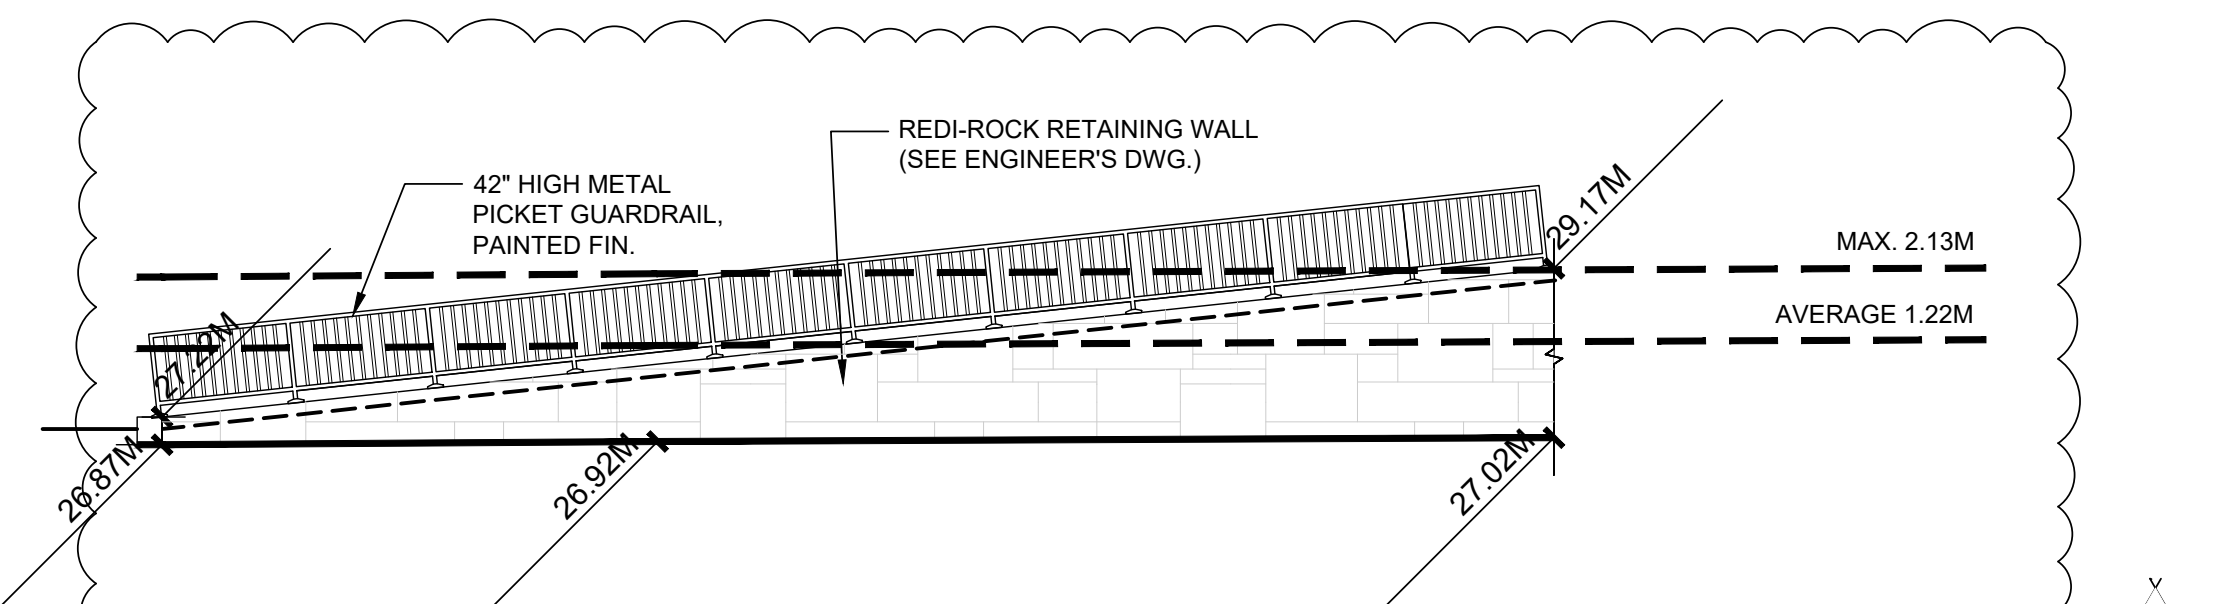 REDI-ROCK RETAINING WALL
(SEE ENGINEER'S DWG.)
42" HIGH METAL
PICKET GUARDRAIL,
PAINTED FIN.
29.17M
MAX. 2.13M
AVERAGE 1.22M
27.22M
26.87M
26.92M
27.02M